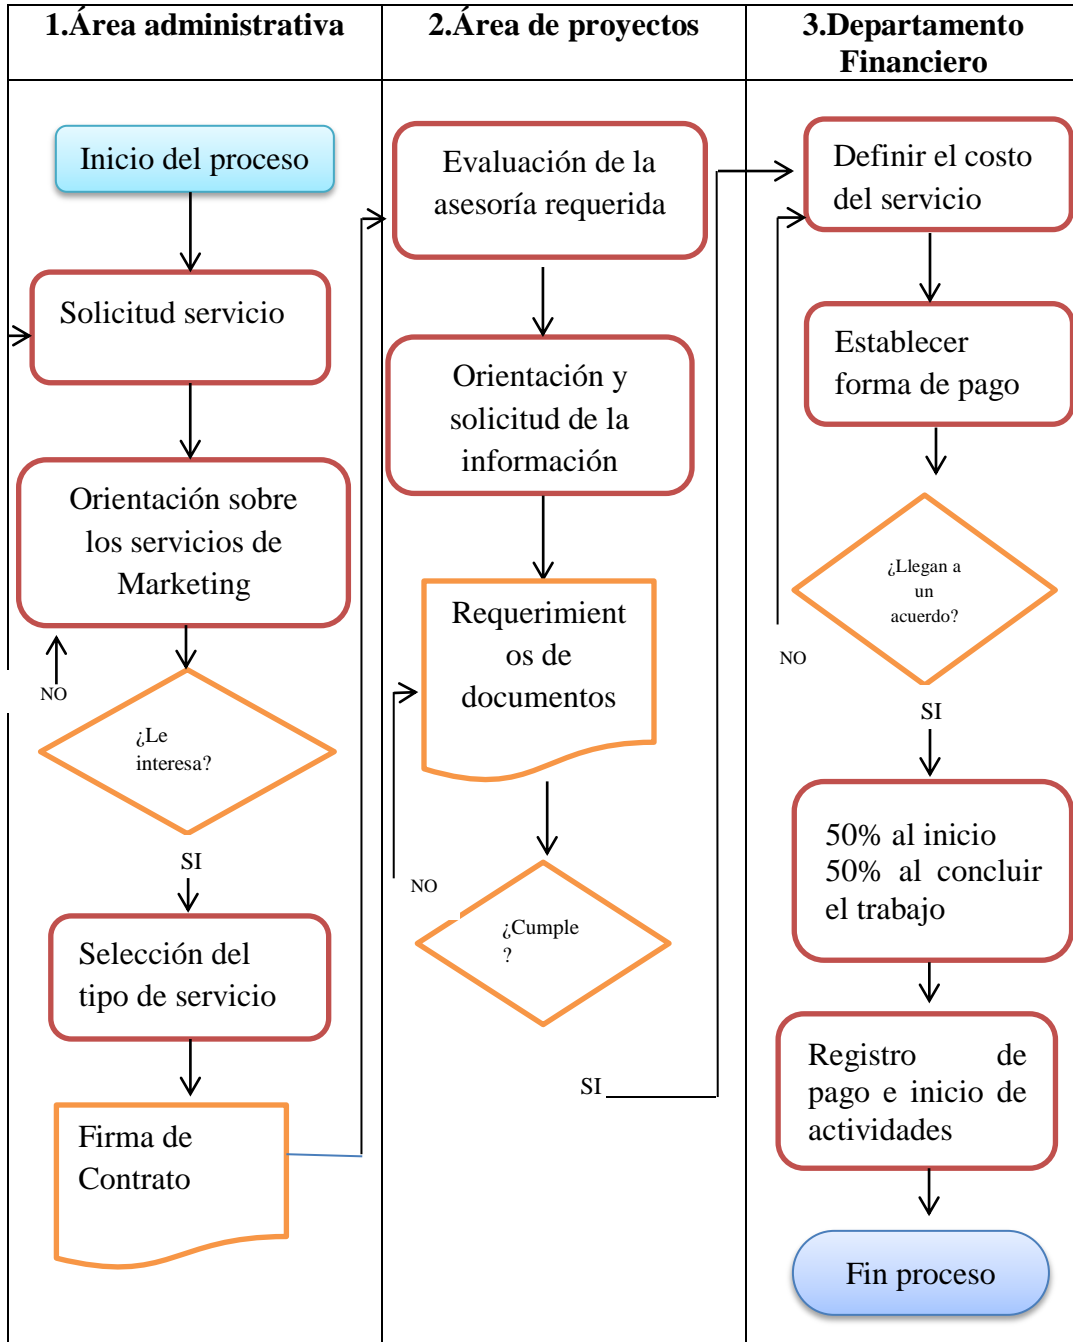 1.Área administrativa
2.Área de proyectos
3.Departamento
Financiero
Inicio del proceso
Solicitud servicio
Orientación sobre
los servicios de
Marketing
NO
¿Le
interesa?
SI
Selección del
tipo de servicio
Firma de
Contrato
Evaluación de la
asesoría requerida
Orientación y
solicitud de la
información
Requerimient
os de
documentos
NO
¿Cumple
?
SI
Definir el costo
del servicio
Establecer
forma de pago
¿Llegan a
un
acuerdo?
NO
SI
50% al inicio
50% al concluir
el trabajo
Registro de
pago e inicio de
actividades
Fin proceso